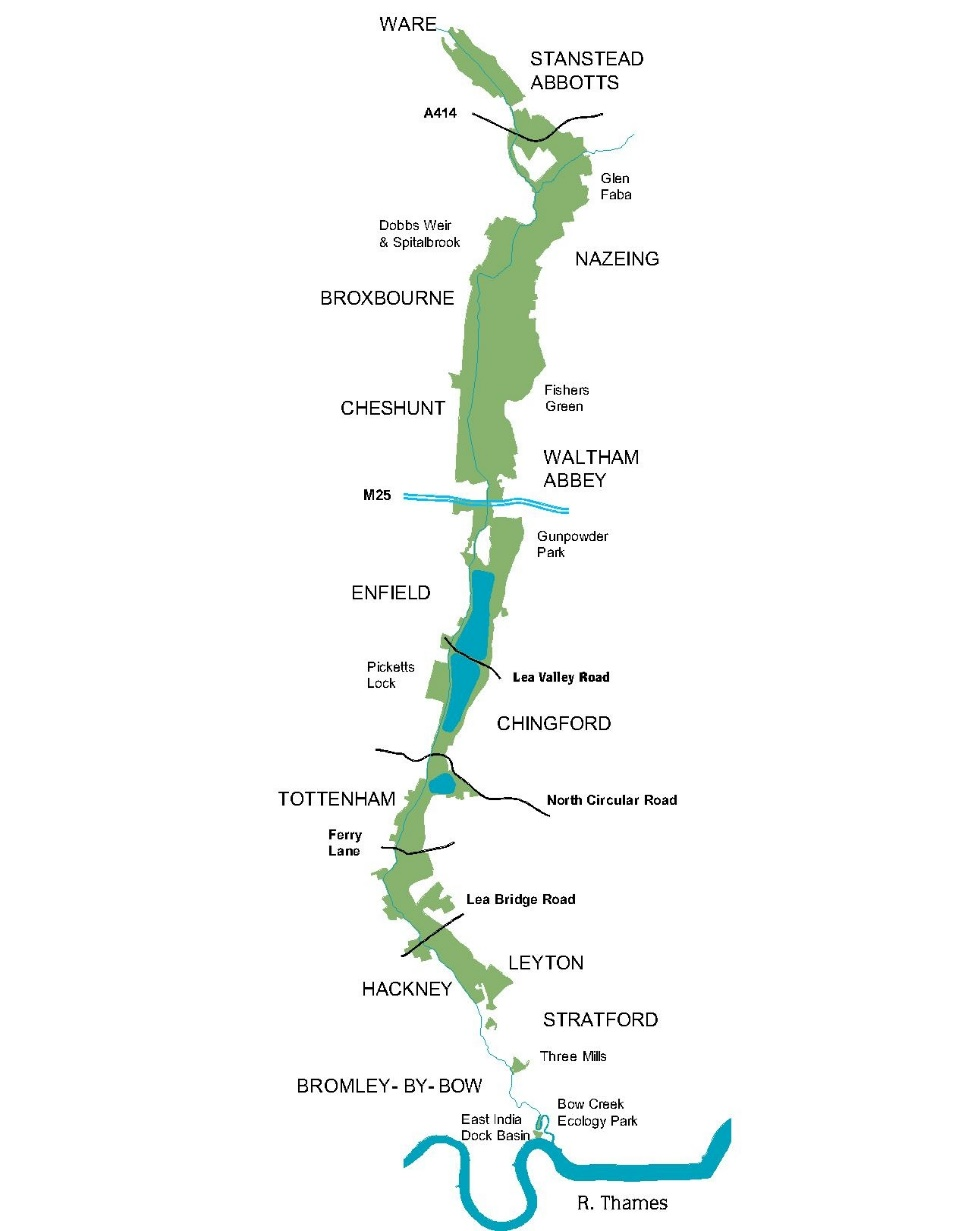 WARE
STANSTEAD
ABBOTTS
A414
Glen
Faba
Dobbs Weir
& Spitalbrook
NAZEING
BROXBOURNE
Fishers
Green
CHESHUNT
WALTHAM
ABBEY
M25
Gunpowder
Park
ENFIELD
Picketts
Lock
Lea Valley Road
CHINGFORD
TOTTENHAM
North Circular Road
Ferry
Lane
Lea Bridge Road
LEYTON
HACKNEY
STRATFORD
Three Mills
BROMLEY- BY- BOW
Bow Creek
Ecology Park
East India
Dock Basin
R. Thames